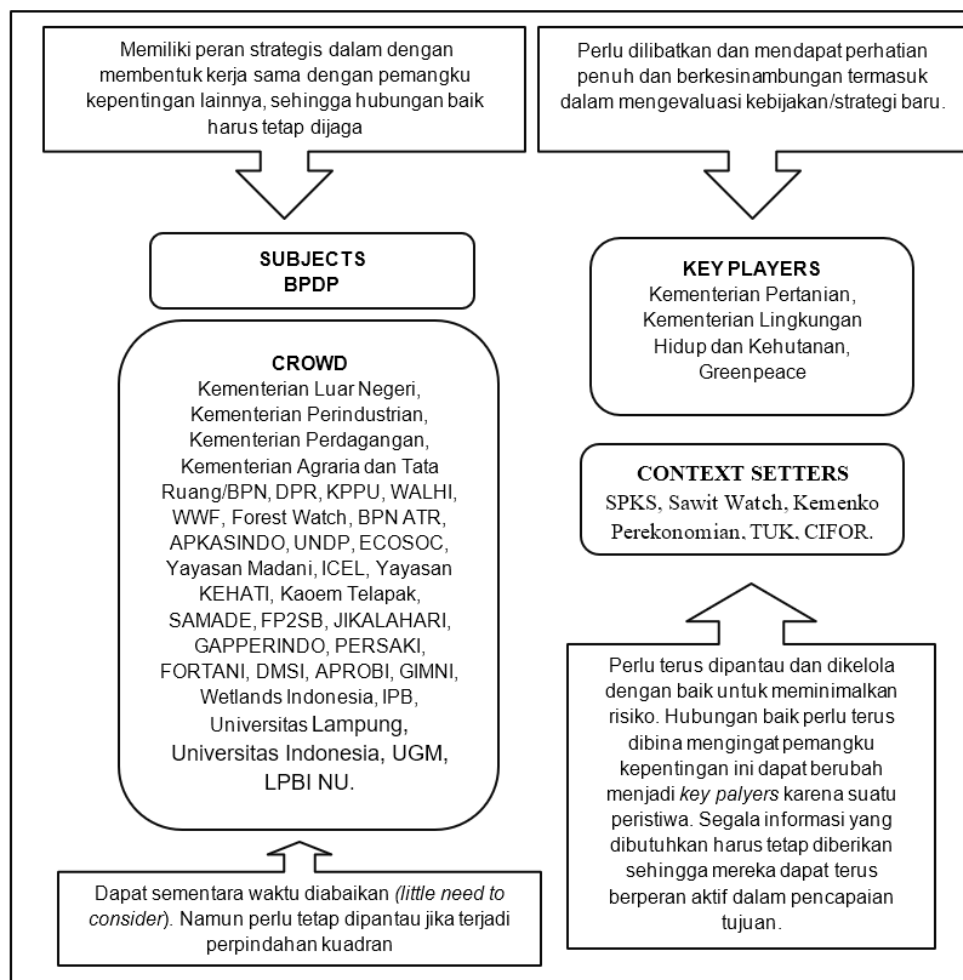 Memiliki peran strategis dalam dengan
membentuk kerja sama dengan pemangku
kepentingan lainnya, sehingga hubungan baik
harus tetap dijaga
Perlu dilibatkan dan mendapat perhatian
penuh dan berkesinambungan termasuk
dalam mengevaluasi kebijakan/strategi baru.
SUBJECTS
BPDP
KEY PLAYERS
Kementerian Pertanian,
Kementerian Lingkungan
Hidup dan Kehutanan,
Greenpeace
CROWD
Kementerian Luar Negeri,
Kementerian Perindustrian,
Kementerian Perdagangan,
Kementerian Agraria dan Tata
Ruang/BPN, DPR, KPPU, WALHI,
WWF, Forest Watch, BPN ATR,
APKASINDO, UNDP, ECOSOC,
Yayasan Madani, ICEL, Yayasan
KEHATI, Kaoem Telapak,
SAMADE, FP2SB, JIKALAHARI,
GAPPERINDO, PERSAKI,
FORTANI, DMSI, APROBI, GIMNI,
Wetlands Indonesia, IPB,
Universitas Lampung,
Universitas Indonesia, UGM,
LPBI NU.
CONTEXT SETTERS
SPKS, Sawit Watch, Kemenko
Perekonomian, TUK, CIFOR.
Dapat sementara waktu diabaikan (little need to
consider). Namun perlu tetap dipantau jika terjadi
perpindahan kuadran
Perlu terus dipantau dan dikelola
dengan baik untuk meminimalkan
risiko. Hubungan baik perlu terus
dibina mengingat pemangku
kepentingan ini dapat berubah
menjadi key palyers karena suatu
peristiwa. Segala informasi yang
dibutuhkan harus tetap diberikan
sehingga mereka dapat terus
berperan aktif dalam pencapaian
tujuan.